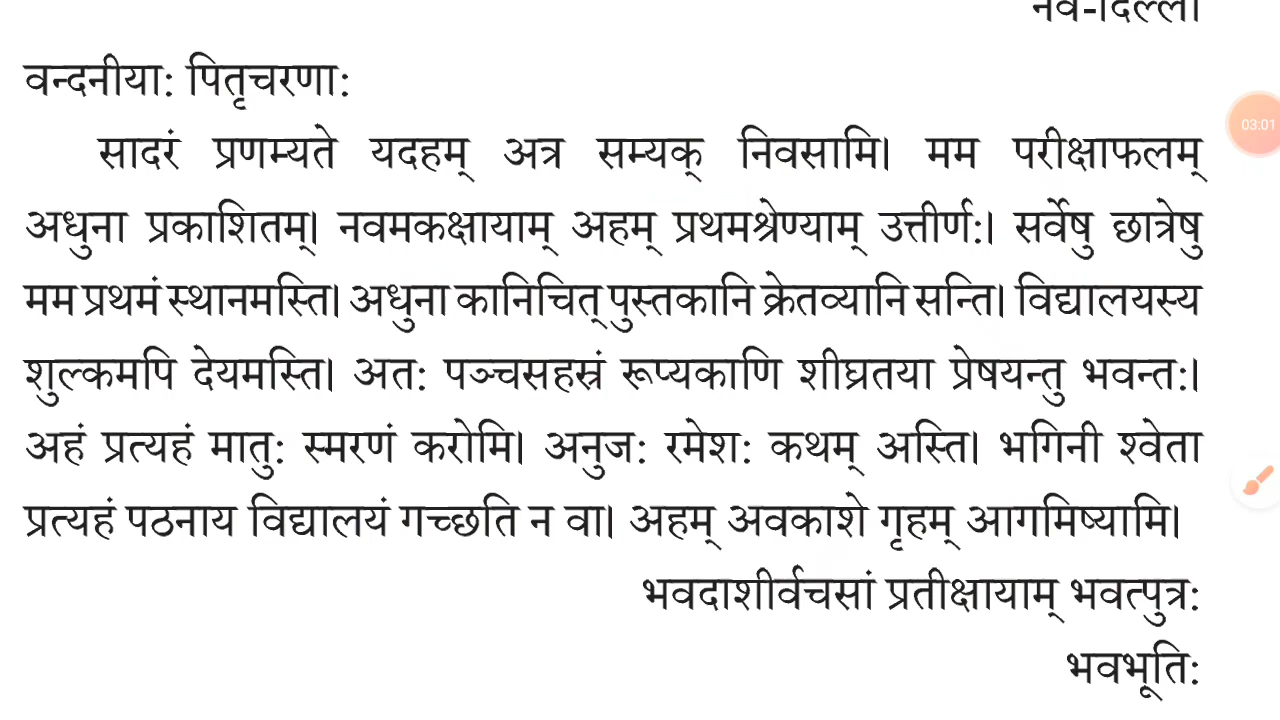 नव-दिल्ली
वन्दनीया: पितृचरणा:
सादरं प्रणम्यते यदहम् अत्र सम्यक् निवसामि। मम परीक्षाफलम्
03:01
अधुना प्रकाशितम्। नवमकक्षायाम् अहम् प्रथमश्रेण्याम् उत्तीर्ण:। सर्वेषु छात्रेषु
मम प्रथमं स्थानमस्ति। अधुना कानिचित् पुस्तकानि क्रेतव्यानि सन्ति। विद्यालयस्य
शुल्कमपि देयमस्ति। अत: पञ्चसहस्रं रूप्यकाणि शीघ्रतया प्रेषयन्तु भवन्त:।
अहं प्रत्यहं मातु: स्मरणं करोमि। अनुज: रमेश: कथम् अस्ति। भगिनी श्वेता
प्रत्यहं पठनाय विद्यालयं गच्छति न वा। अहम् अवकाशे गृहम् आगमिष्यामि।
भवदाशीर्वचसां प्रतीक्षायाम् भवत्पुत्र:
भवभूति: